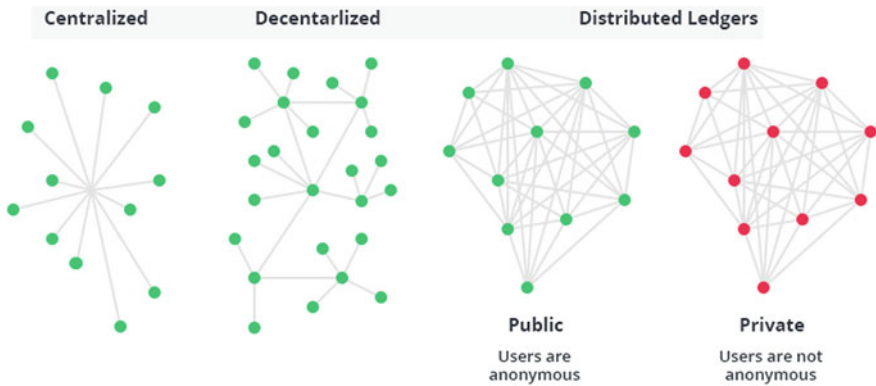 Centralized
Decentarlized
Distributed Ledgers
Public
Users are
anonymous
Private
Users are not
anonymous